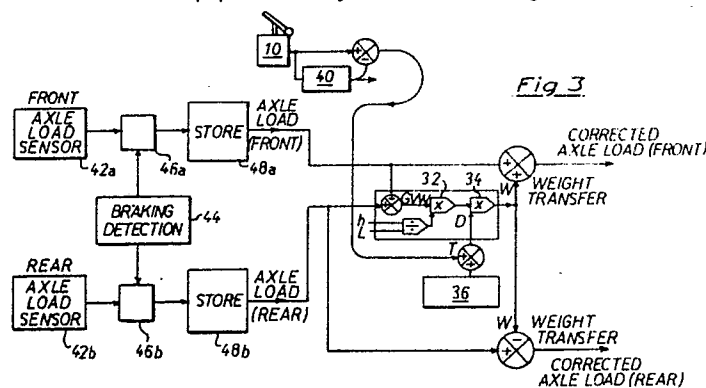 10
40
Fig 3
FRONT
AXLE
LOAD
SENSOR
42a
46a
STORE
48a
AXLE
LOAD
(FRONT)
CORRECTED
AXLE LOAD (FRONT)
W
WEIGHT
TRANSFER
GVW
32
34
X
X
h
L
÷
D
T
36
BRAKING
DETECTION
44
REAR
AXLE
LOAD
SENSOR
42b
46b
STORE
48b
AXLE
LOAD
(REAR)
W
WEIGHT
TRANSFER
CORRECTED
AXLE LOAD (REAR)